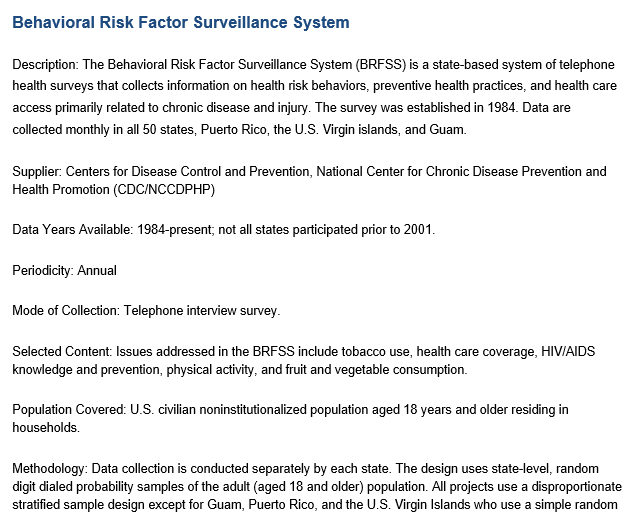 Behavioral Risk Factor Surveillance System
Description: The Behavioral Risk Factor Surveillance System (BRFSS) is a state-based system of telephone
health surveys that collects information on health risk behaviors, preventive health practices, and health care
access primarily related to chronic disease and injury. The survey was established in 1984. Data are
collected monthly in all 50 states, Puerto Rico, the U.S. Virgin islands, and Guam.
Supplier: Centers for Disease Control and Prevention, National Center for Chronic Disease Prevention and
Health Promotion (CDC/NCCDPHP)
Data Years Available: 1984-present; not all states participated prior to 2001.
Periodicity: Annual
Mode of Collection: Telephone interview survey.
Selected Content: Issues addressed in the BRFSS include tobacco use, health care coverage, HIV/AIDS
knowledge and prevention, physical activity, and fruit and vegetable consumption.
Population Covered: U.S. civilian noninstitutionalized population aged 18 years and older residing in
households.
Methodology: Data collection is conducted separately by each state. The design uses state-level, random
digit dialed probability samples of the adult (aged 18 and older) population. All projects use a disproportionate
stratified sample design except for Guam, Puerto Rico, and the U.S. Virgin Islands who use a simple random